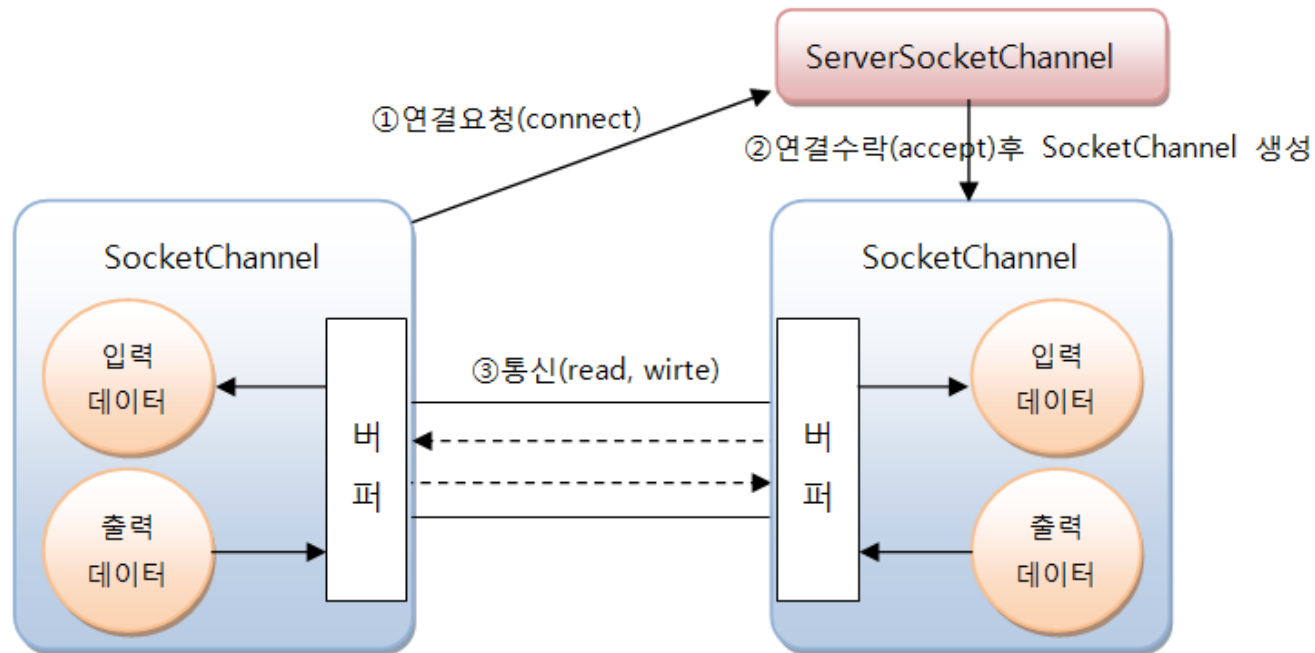 ServerSocketChannel
①연결요청(connect)
②연결수락(accept)후 SocketChannel 생성
SocketChannel
입력
데이터
출력
데이터
버
퍼
③통신(read, wirte)
SocketChannel
버
퍼
입력
데이터
출력
데이터